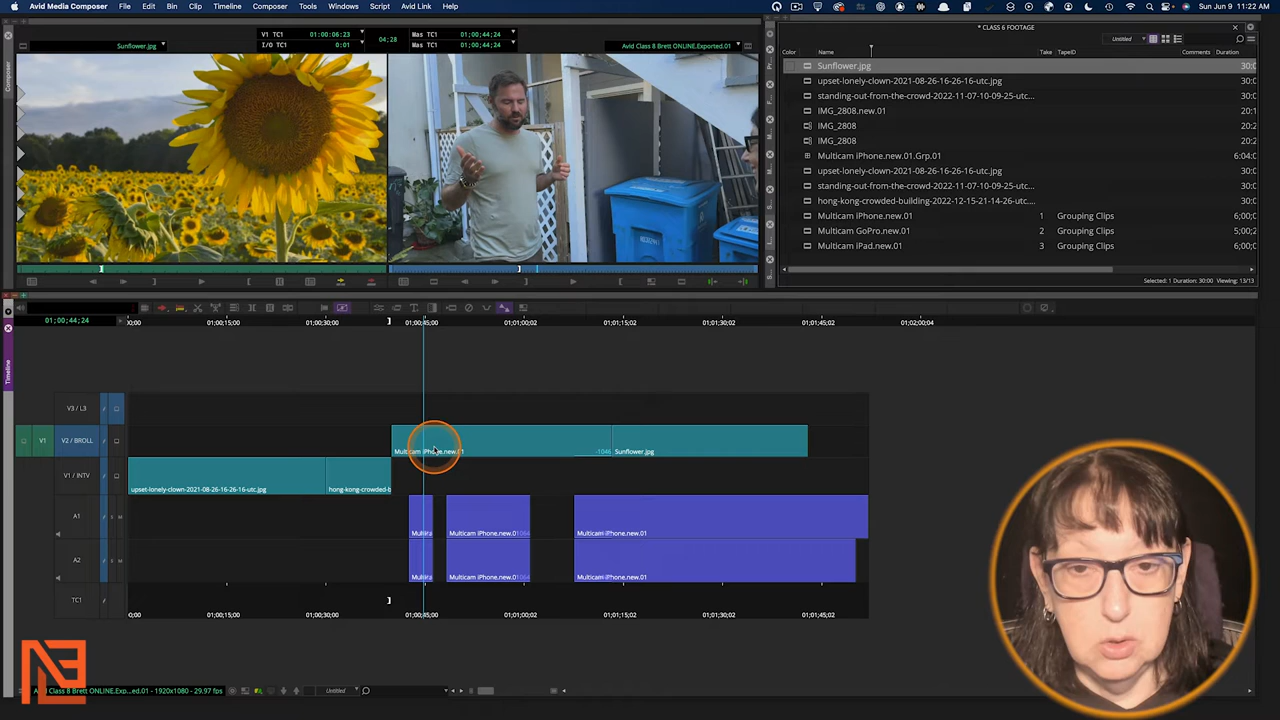 Avid Media Composer File Edit Bin Clip Timeline Composer Tools Windows Script Avid Link Help Sun Jun 9 11:22 AM
Sunflower.jpg V1 TC1 01:00:06:23 04;28 Mas TC1 01;00;44;24 Avid Class 8 Brett ONLINE.Exported.01
I/O TC1 0:01 Mas TC1 01;00;44;24
* CLASS 6 FOOTAGE
Untitled
Color Name Take TapeID Comments Duration
Sunflower.jpg 30:0
upset-lonely-clown-2021-08-26-16-26-16-utc.jpg 30:0
standing-out-from-the-crowd-2022-11-07-10-09-25-utc... 30:0
IMG_2808.new.01 20:2
IMG_2808 20:2
IMG_2808 20:2
Multicam iPhone.new.01.Grp.01 6:04:0
upset-lonely-clown-2021-08-26-16-26-16-utc.jpg 30:0
standing-out-from-the-crowd-2022-11-07-10-09-25-utc... 30:0
hong-kong-crowded-building-2022-12-15-21-14-26-utc... 30:0
Multicam iPhone.new.01 1 Grouping Clips 6;00;0
Multicam GoPro.new.01 2 Grouping Clips 5;00;2
Multicam iPad.new.01 3 Grouping Clips 6;00;0
Selected: 1 Duration: 30:00 Viewing: 13/13
Composer
01;00;44;24
;00;00 01;00;15;00 01;00;30;00 01;00;45;00 01;01;00;02 01;01;15;02 01;01;30;02 01;01;45;02 01;02;00;04
Timeline
V3 / L3
V1 V2 / BROLL Multicam iPhone.new.01 -1046 Sunflower.jpg
V1 / INTV upset-lonely-clown-2021-08-26-16-26-16-utc.jpg hong-kong-crowded-b
A1 S M Multica Multicam iPhone.new.01 1064 Multicam iPhone.new.01
A2 S M Multica Multicam iPhone.new.01 1064 Multicam iPhone.new.01
TC1 ;00;00 01;00;15;00 01;00;30;00 01;00;45;00 01;01;00;02 01;01;15;02 01;01;30;02 01;01;45;02
Avid Class 8 Brett ONLINE.Exp...ed.01 - 1920x1080 - 29.97 fps Untitled